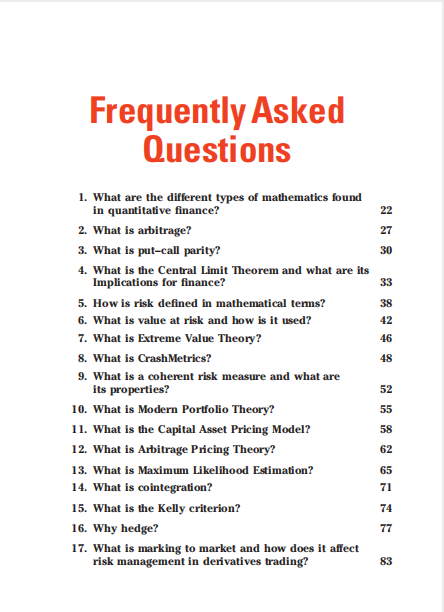 Frequently Asked
Questions
1. What are the different types of mathematics found
in quantitative finance? 22
2. What is arbitrage? 27
3. What is put–call parity? 30
4. What is the Central Limit Theorem and what are its
Implications for finance? 33
5. How is risk defined in mathematical terms? 38
6. What is value at risk and how is it used? 42
7. What is Extreme Value Theory? 46
8. What is CrashMetrics? 48
9. What is a coherent risk measure and what are
its properties? 52
10. What is Modern Portfolio Theory? 55
11. What is the Capital Asset Pricing Model? 58
12. What is Arbitrage Pricing Theory? 62
13. What is Maximum Likelihood Estimation? 65
14. What is cointegration? 71
15. What is the Kelly criterion? 74
16. Why hedge? 77
17. What is marking to market and how does it affect
risk management in derivatives trading? 83